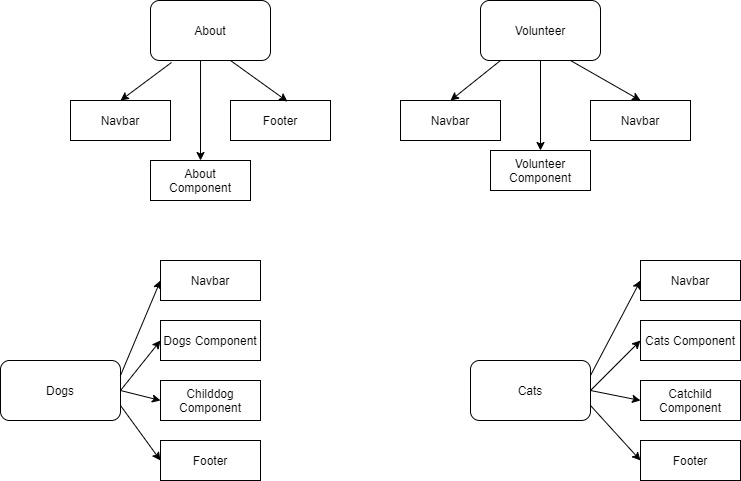 About
Volunteer
Navbar
Footer
Navbar
Navbar
About
Component
Volunteer
Component
Navbar
Navbar
Dogs Component
Cats Component
Dogs
Cats
Childdog
Component
Catchild
Component
Footer
Footer